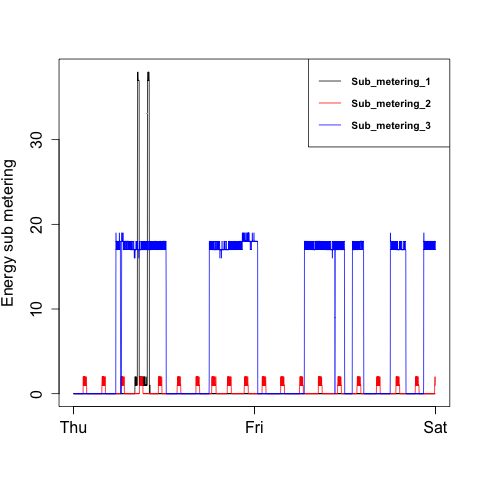 Sub_metering_1
Sub_metering_2
Sub_metering_3
Energy sub metering
30
20
10
0
Thu Fri Sat